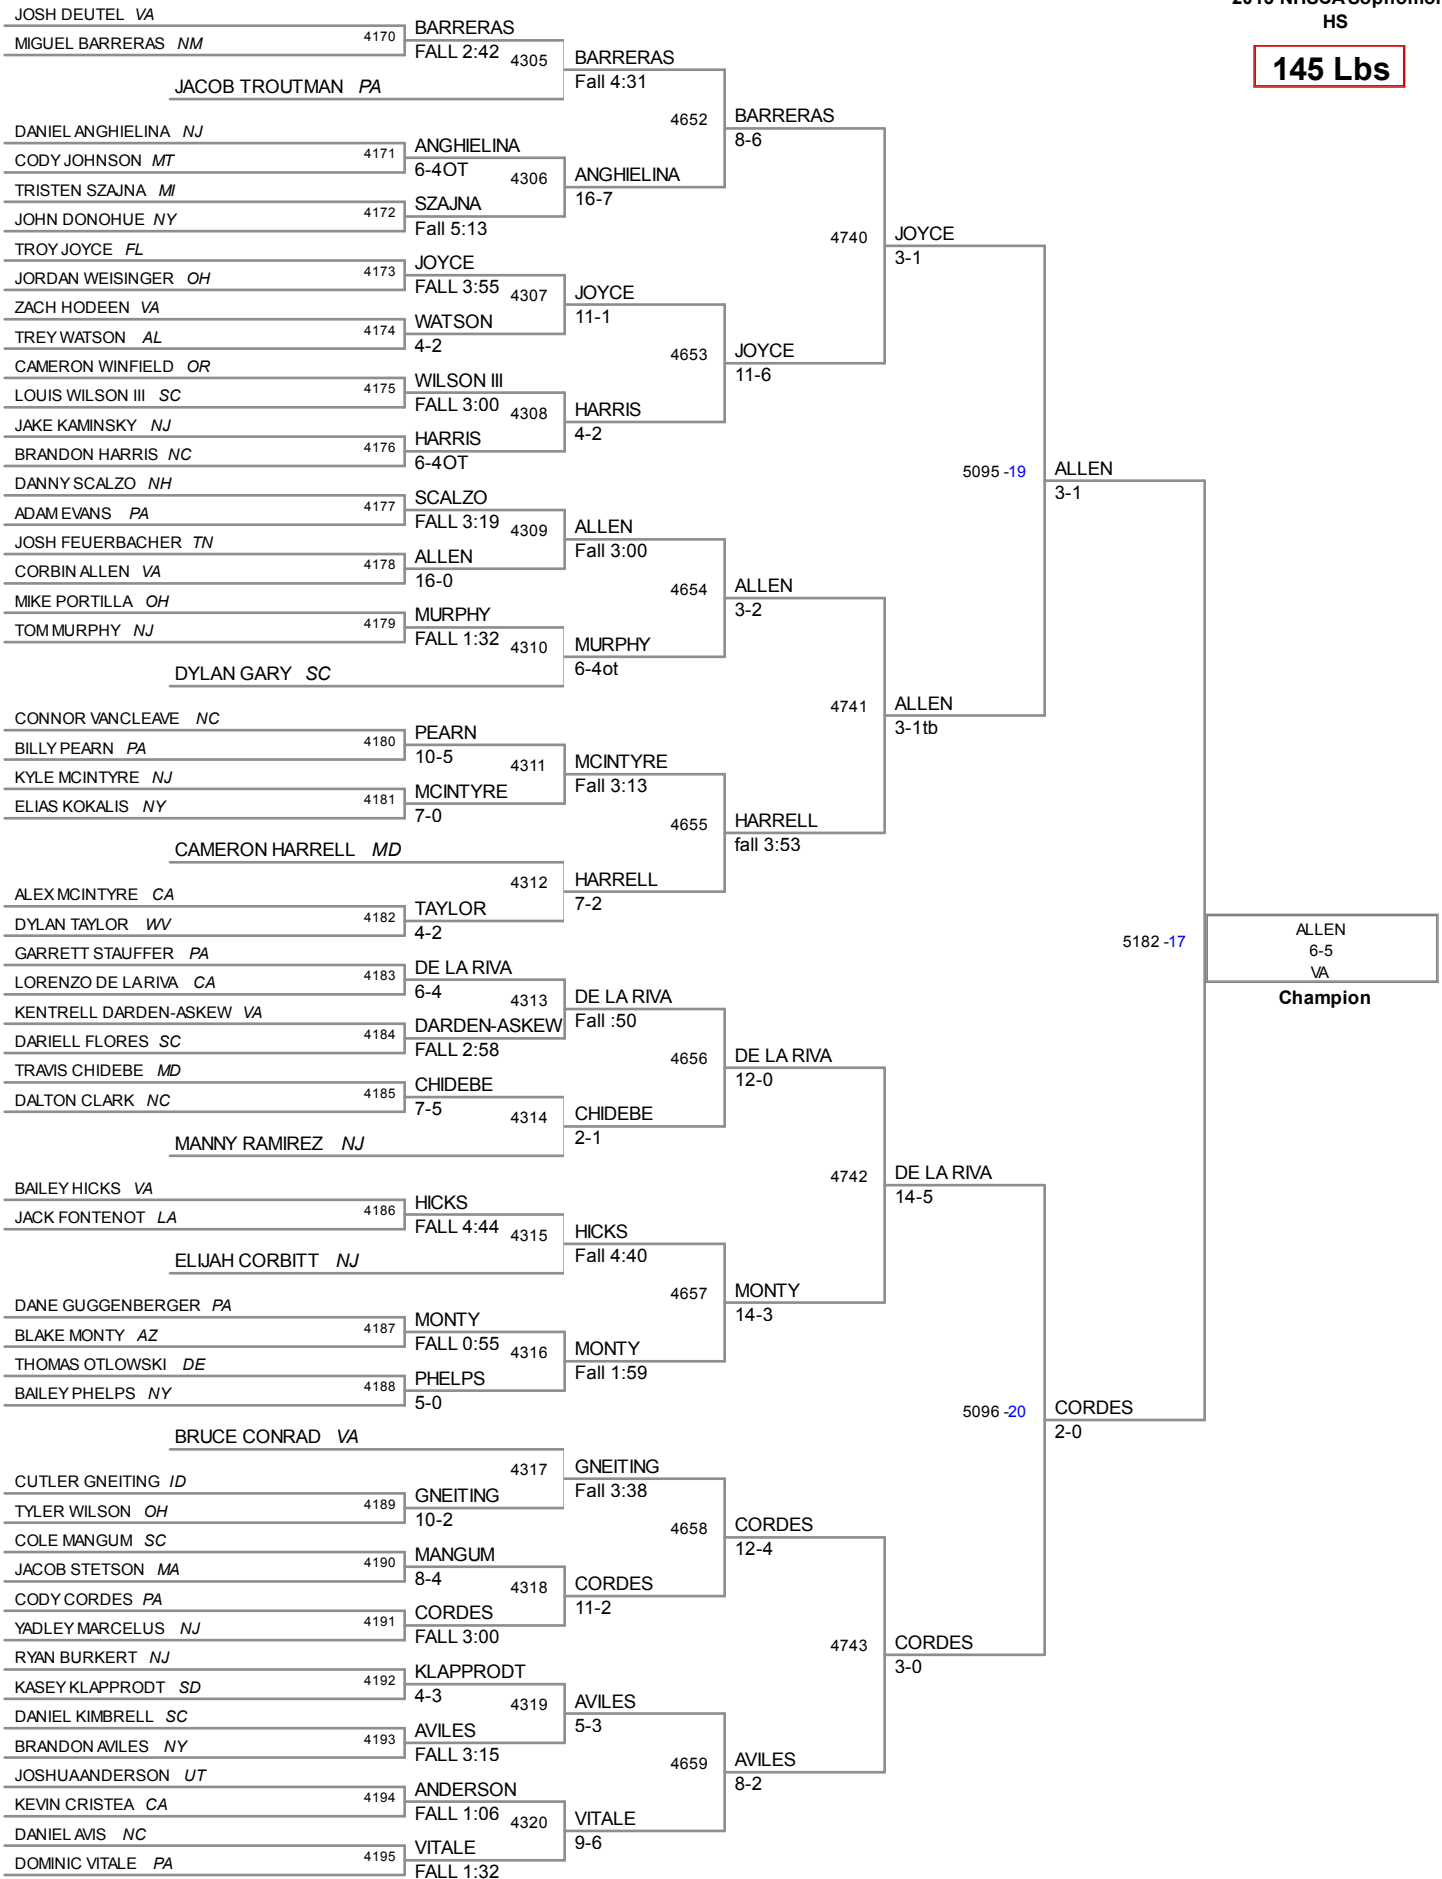 HS
145 Lbs
JOSH DEUTEL VA
MIGUEL BARRERAS NM
4170
BARRERAS
FALL 2:42
4305
BARRERAS
Fall 4:31
JACOB TROUTMAN PA
4652
BARRERAS
8-6
DANIEL ANGHIELINA NJ
CODY JOHNSON MT
4171
ANGHIELINA
6-4OT
4306
ANGHIELINA
16-7
TRISTEN SZAJNA MI
JOHN DONOHUE NY
4172
SZAJNA
Fall 5:13
4740
JOYCE
3-1
TROY JOYCE FL
JORDAN WEISINGER OH
4173
JOYCE
FALL 3:55
4307
JOYCE
11-1
ZACH HODEEN VA
TREY WATSON AL
4174
WATSON
4-2
4653
JOYCE
11-6
CAMERON WINFIELD OR
LOUIS WILSON III SC
4175
WILSON III
FALL 3:00
4308
HARRIS
4-2
JAKE KAMINSKY NJ
BRANDON HARRIS NC
4176
HARRIS
6-4OT
5095 -19
ALLEN
3-1
DANNY SCALZO NH
ADAM EVANS PA
4177
SCALZO
FALL 3:19
4309
ALLEN
Fall 3:00
JOSH FEUERBACHER TN
CORBIN ALLEN VA
4178
ALLEN
16-0
4654
ALLEN
3-2
MIKE PORTILLA OH
TOM MURPHY NJ
4179
MURPHY
FALL 1:32
4310
MURPHY
6-4ot
DYLAN GARY SC
4741
ALLEN
3-1tb
CONNOR VANCLEAVE NC
BILLY PEARN PA
4180
PEARN
10-5
4311
MCINTYRE
Fall 3:13
KYLE MCINTYRE NJ
ELIAS KOKALIS NY
4181
MCINTYRE
7-0
4655
HARRELL
fall 3:53
CAMERON HARRELL MD
4312
HARRELL
7-2
ALEX MCINTYRE CA
DYLAN TAYLOR WV
4182
TAYLOR
4-2
5182 -17
ALLEN
6-5
VA
Champion
GARRETT STAUFFER PA
LORENZO DE LA RIVA CA
4183
DE LA RIVA
6-4
4313
DE LA RIVA
Fall :50
KENTRELL DARDEN-ASKEW VA
DARIELL FLORES SC
4184
DARDEN-ASKEW
FALL 2:58
4656
DE LA RIVA
12-0
TRAVIS CHIDEBE MD
DALTON CLARK NC
4185
CHIDEBE
7-5
4314
CHIDEBE
2-1
MANNY RAMIREZ NJ
4742
DE LA RIVA
14-5
BAILEY HICKS VA
JACK FONTENOT LA
4186
HICKS
FALL 4:44
4315
HICKS
Fall 4:40
ELIJAH CORBITT NJ
4657
MONTY
14-3
DANE GUGGENBERGER PA
BLAKE MONTY AZ
4187
MONTY
FALL 0:55
4316
MONTY
Fall 1:59
THOMAS OTLOWSKI DE
BAILEY PHELPS NY
4188
PHELPS
5-0
5096 -20
CORDES
2-0
BRUCE CONRAD VA
4317
GNEITING
Fall 3:38
CUTLER GNEITING ID
TYLER WILSON OH
4189
GNEITING
10-2
4658
CORDES
12-4
COLE MANGUM SC
JACOB STETSON MA
4190
MANGUM
8-4
4318
CORDES
11-2
CODY CORDES PA
YADLEY MARCELUS NJ
4191
CORDES
FALL 3:00
4743
CORDES
3-0
RYAN BURKERT NJ
KASEY KLAPPRODT SD
4192
KLAPPRODT
4-3
4319
AVILES
5-3
DANIEL KIMBRELL SC
BRANDON AVILES NY
4193
AVILES
FALL 3:15
4659
AVILES
8-2
JOSHUA ANDERSON UT
KEVIN CRISTEA CA
4194
ANDERSON
FALL 1:06
4320
VITALE
9-6
DANIEL AVIS NC
DOMINIC VITALE PA
4195
VITALE
FALL 1:32